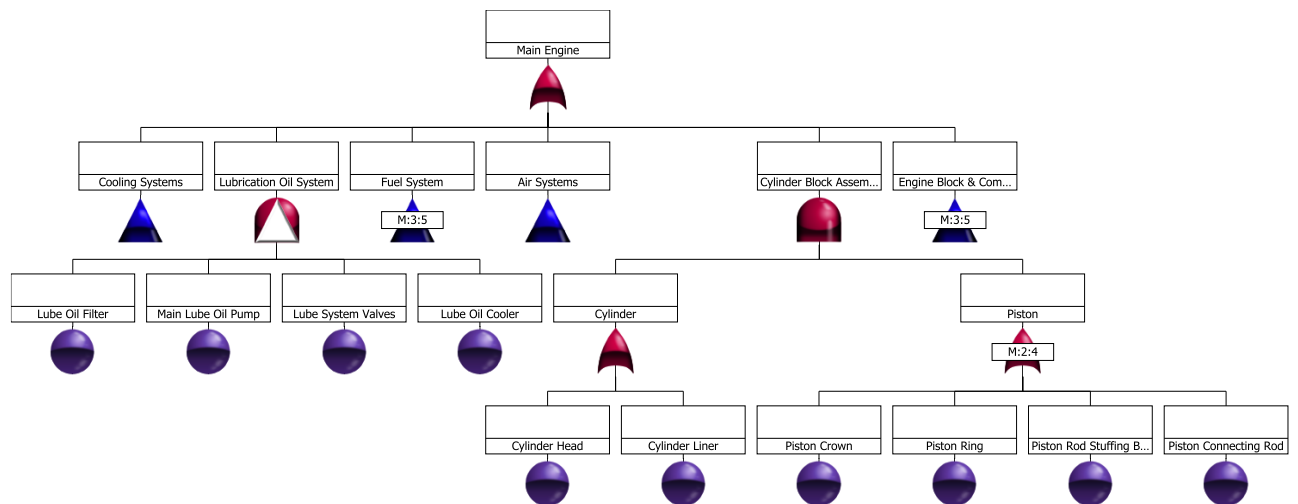 Main Engine
Cooling Systems
Lubrication Oil System
Fuel System
Air Systems
Cylinder Block Assem...
Engine Block & Com...
M:3:5
M:3:5
Lube Oil Filter
Main Lube Oil Pump
Lube System Valves
Lube Oil Cooler
Cylinder
Piston
M:2:4
Cylinder Head
Cylinder Liner
Piston Crown
Piston Ring
Piston Rod Stuffing B...
Piston Connecting Rod